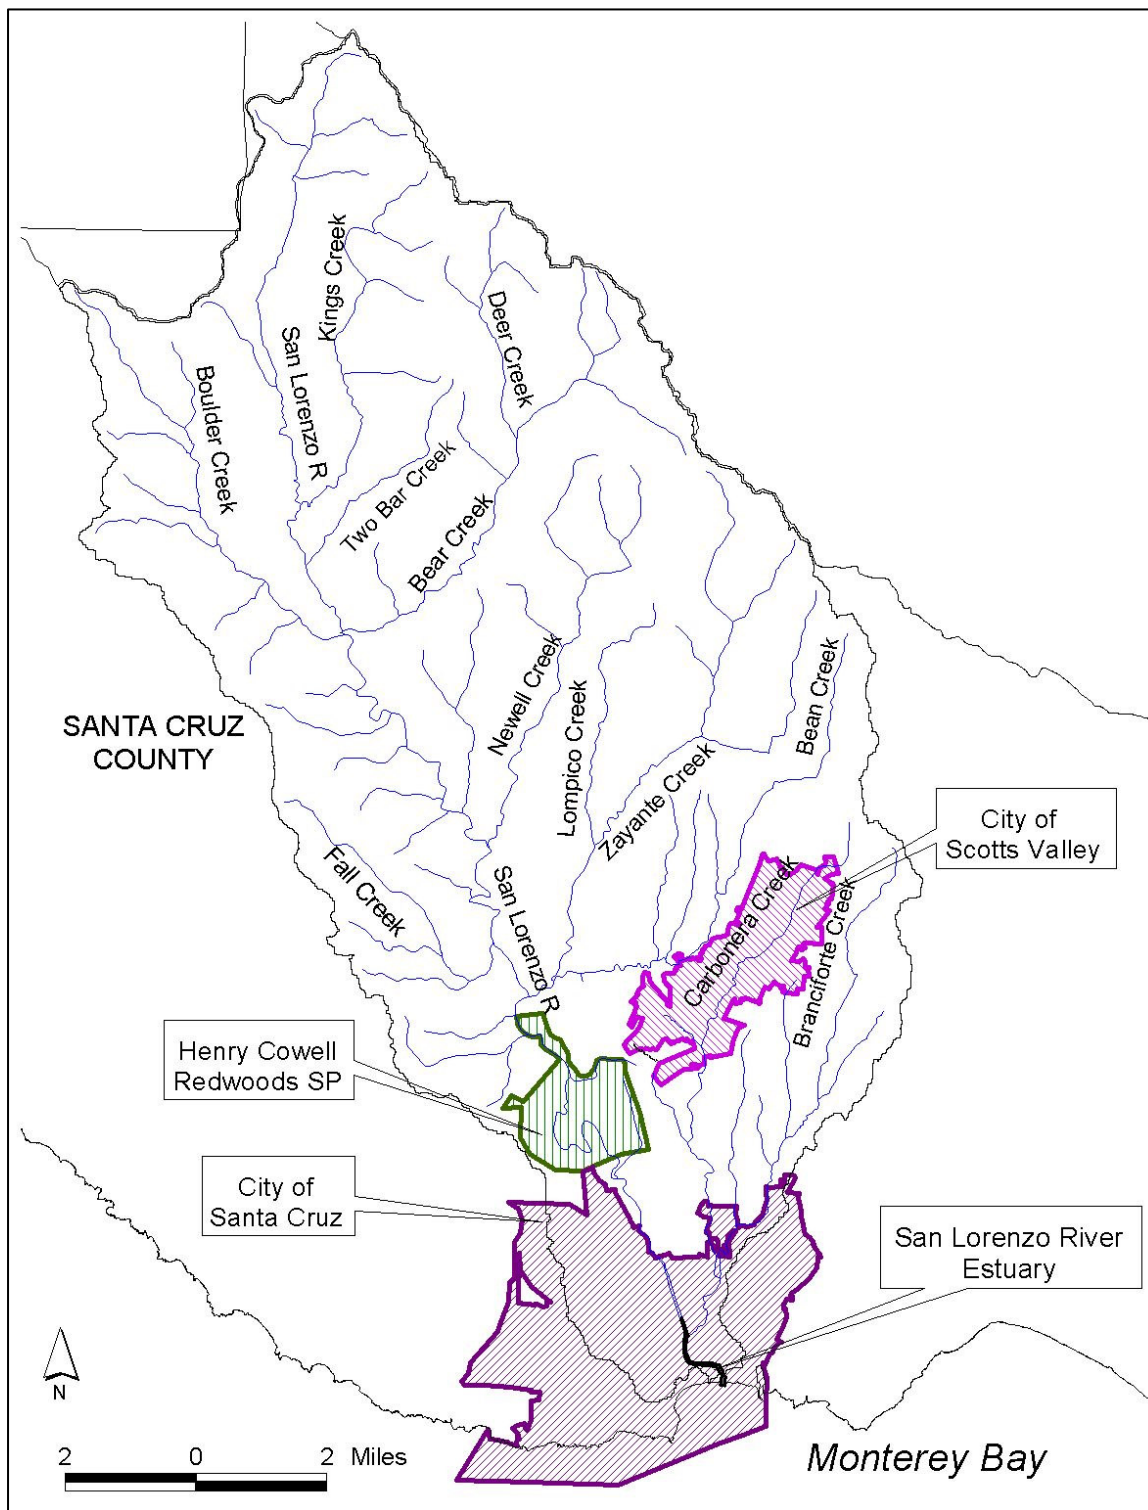 Kings Creek
Deer Creek
San Lorenzo R
Boulder Creek
Two Bar Creek
Bear Creek
Newell Creek
Bean Creek
Lompico Creek
SANTA CRUZ
COUNTY
Zayante Creek
City of
Scotts Valley
Fall Creek
San Lorenzo R
Carbonera Creek
Branciforte Creek
Henry Cowell
Redwoods SP
City of
Santa Cruz
San Lorenzo River
Estuary
N
2 0 2 Miles
Monterey Bay